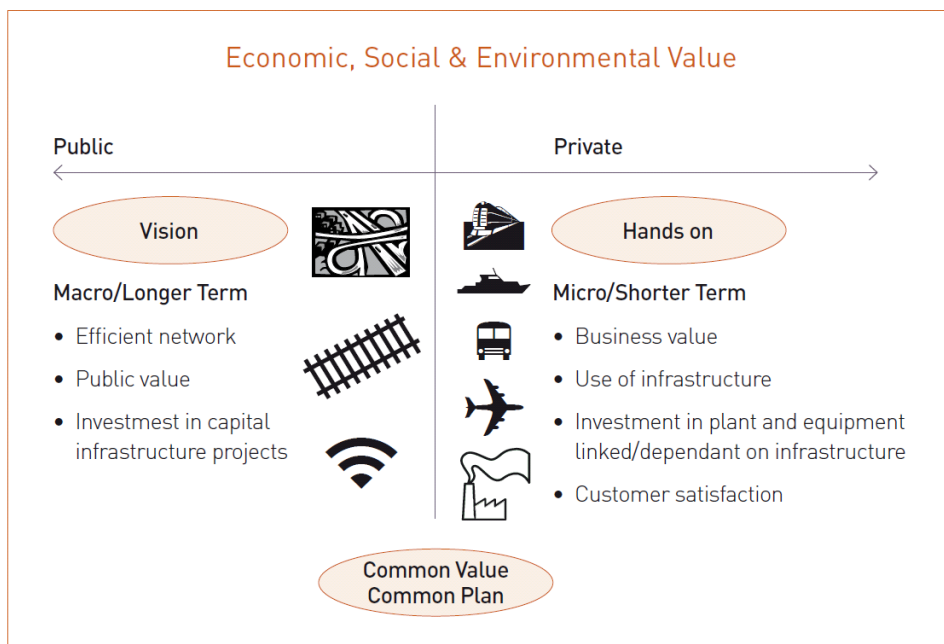 Economic, Social & Environmental Value
Public
Private
Vision
Hands on
Macro/Longer Term
• Efficient network
• Public value
• Investmest in capital
infrastructure projects
Micro/Shorter Term
• Business value
• Use of infrastructure
• Investment in plant and equipment
linked/dependant on infrastructure
• Customer satisfaction
Common Value
Common Plan